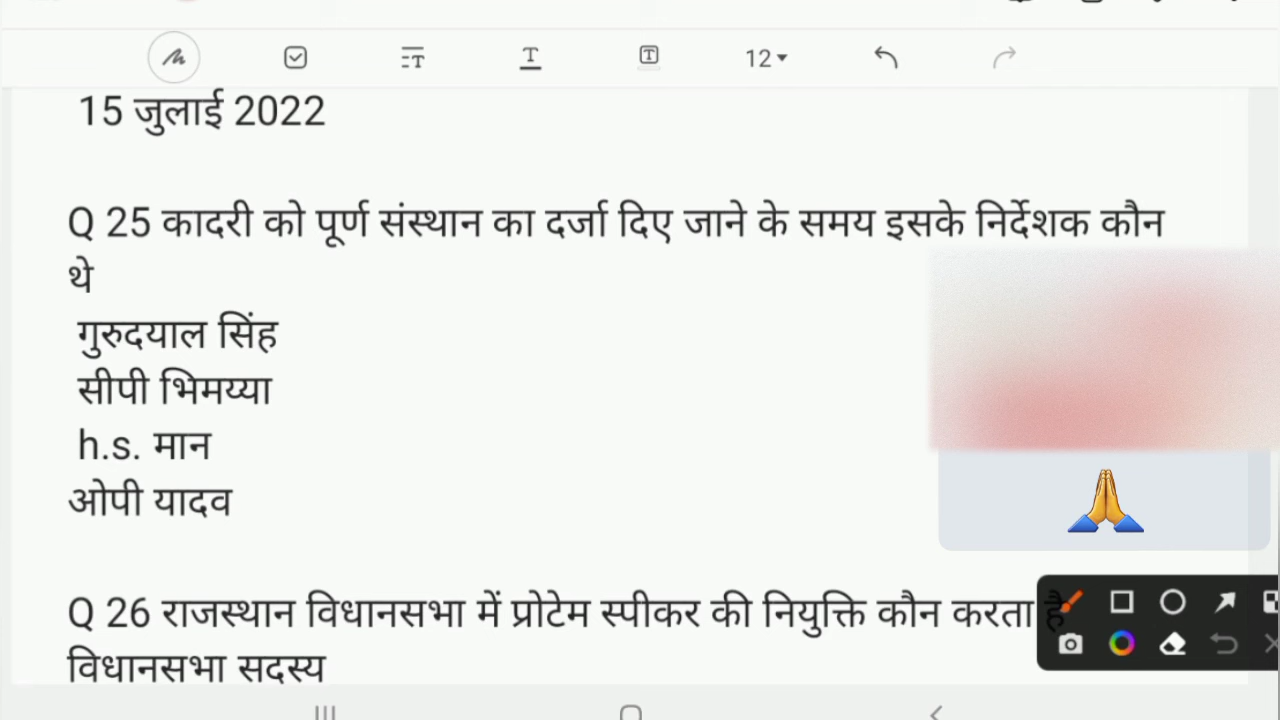 12
15 जुलाई 2022
Q 25 कादरी को पूर्ण संस्थान का दर्जा दिए जाने के समय इसके निर्देशक कौन
थे
गुरुदयाल सिंह
सीपी भिमय्या
h.s. मान
ओपी यादव
Q 26 राजस्थान विधानसभा में प्रोटेम स्पीकर की नियुक्ति कौन करता है
विधानसभा सदस्य